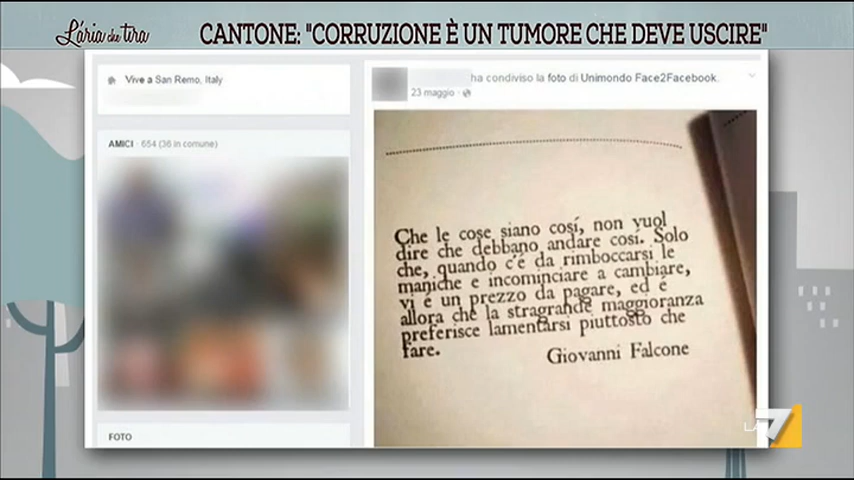 L'aria che tira
CANTONE: "CORRUZIONE È UN TUMORE CHE DEVE USCIRE"
Vive a San Remo, Italy
AMICI · 654 (36 in comune)
FOTO
ha condiviso la foto di Unimondo Face2Facebook.
23 maggio ·
Che le cose siano cosí, non vuol
dire che debbano andare cosí. Solo
che, quando c'é da rimboccarsi le
maniche e incominciare a cambiare,
vi é un prezzo da pagare, ed é
allora che la stragrande maggioranza
preferisce lamentarsi piuttosto che
fare.
Giovanni Falcone
LA7